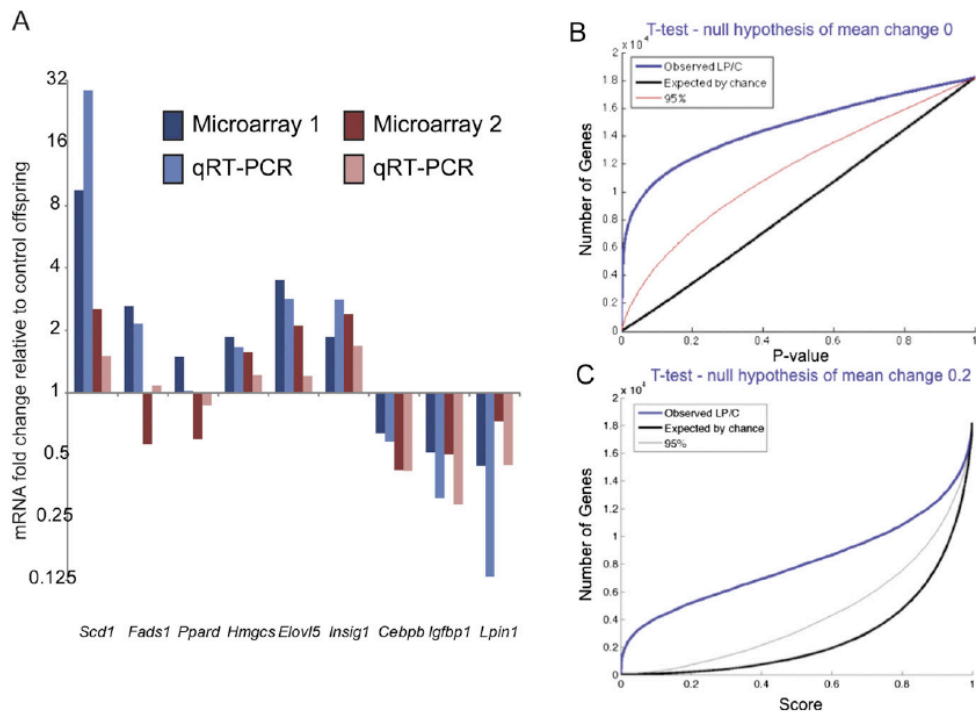 A
mRNA fold change relative to control offspring
32
16
8
4
2
1
0.5
0.25
0.125
Microarray 1
Microarray 2
qRT-PCR
qRT-PCR
Scd1 Fads1 Ppard Hmgcs Elovl5 Insig1 Cebpb Igfbp1 Lpin1
B
T-test - null hypothesis of mean change 0
x 10⁴
2
1.8
1.6
1.4
1.2
1
0.8
0.6
0.4
0.2
0
Number of Genes
Observed LP/C
Expected by chance
95%
0 0.2 0.4 0.6 0.8 1
P-value
C
T-test - null hypothesis of mean change 0.2
x 10⁴
2
1.8
1.6
1.4
1.2
1
0.8
0.6
0.4
0.2
0
Number of Genes
Observed LP/C
Expected by chance
95%
0 0.2 0.4 0.6 0.8 1
Score